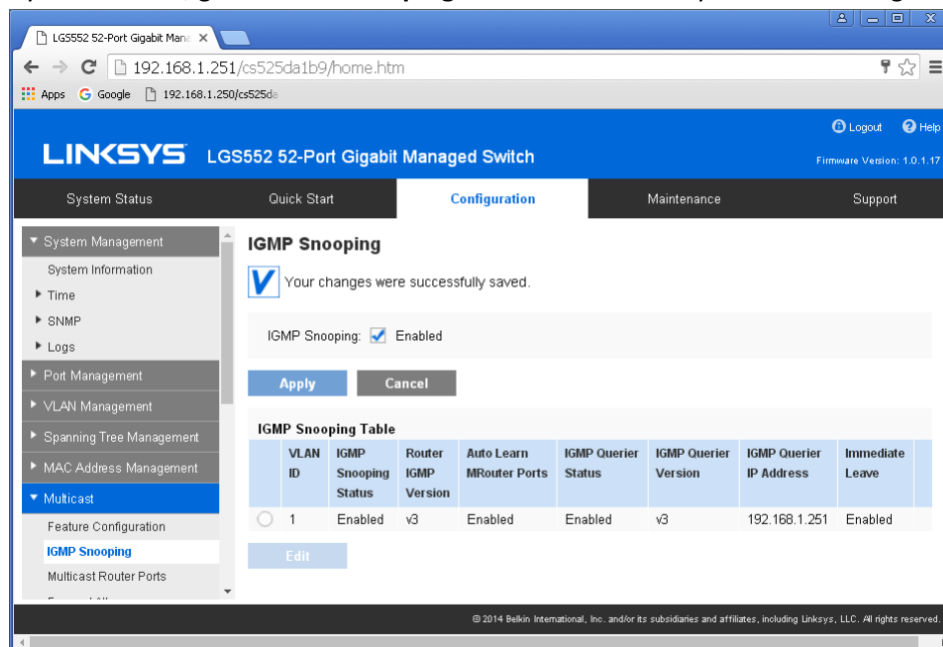 LGS552 52-Port Gigabit Mana
192.168.1.251/cs525da1b9/home.htm
Apps Google 192.168.1.250/cs525d
Logout Help
LINKSYS LGS552 52-Port Gigabit Managed Switch
Firmware Version: 1.0.1.17
System Status Quick Start Configuration Maintenance Support
System Management
System Information
Time
SNMP
Logs
Port Management
VLAN Management
Spanning Tree Management
MAC Address Management
Multicast
Feature Configuration
IGMP Snooping
Multicast Router Ports
IGMP Snooping
Your changes were successfully saved.
IGMP Snooping: Enabled
Apply Cancel
IGMP Snooping Table
VLAN ID IGMP Snooping Status Router IGMP Version Auto Learn MRouter Ports IGMP Querier Status IGMP Querier Version IGMP Querier IP Address Immediate Leave
1 Enabled v3 Enabled Enabled v3 192.168.1.251 Enabled
Edit
© 2014 Belkin International, Inc. and/or its subsidiaries and affiliates, including Linksys, LLC. All rights reserved.